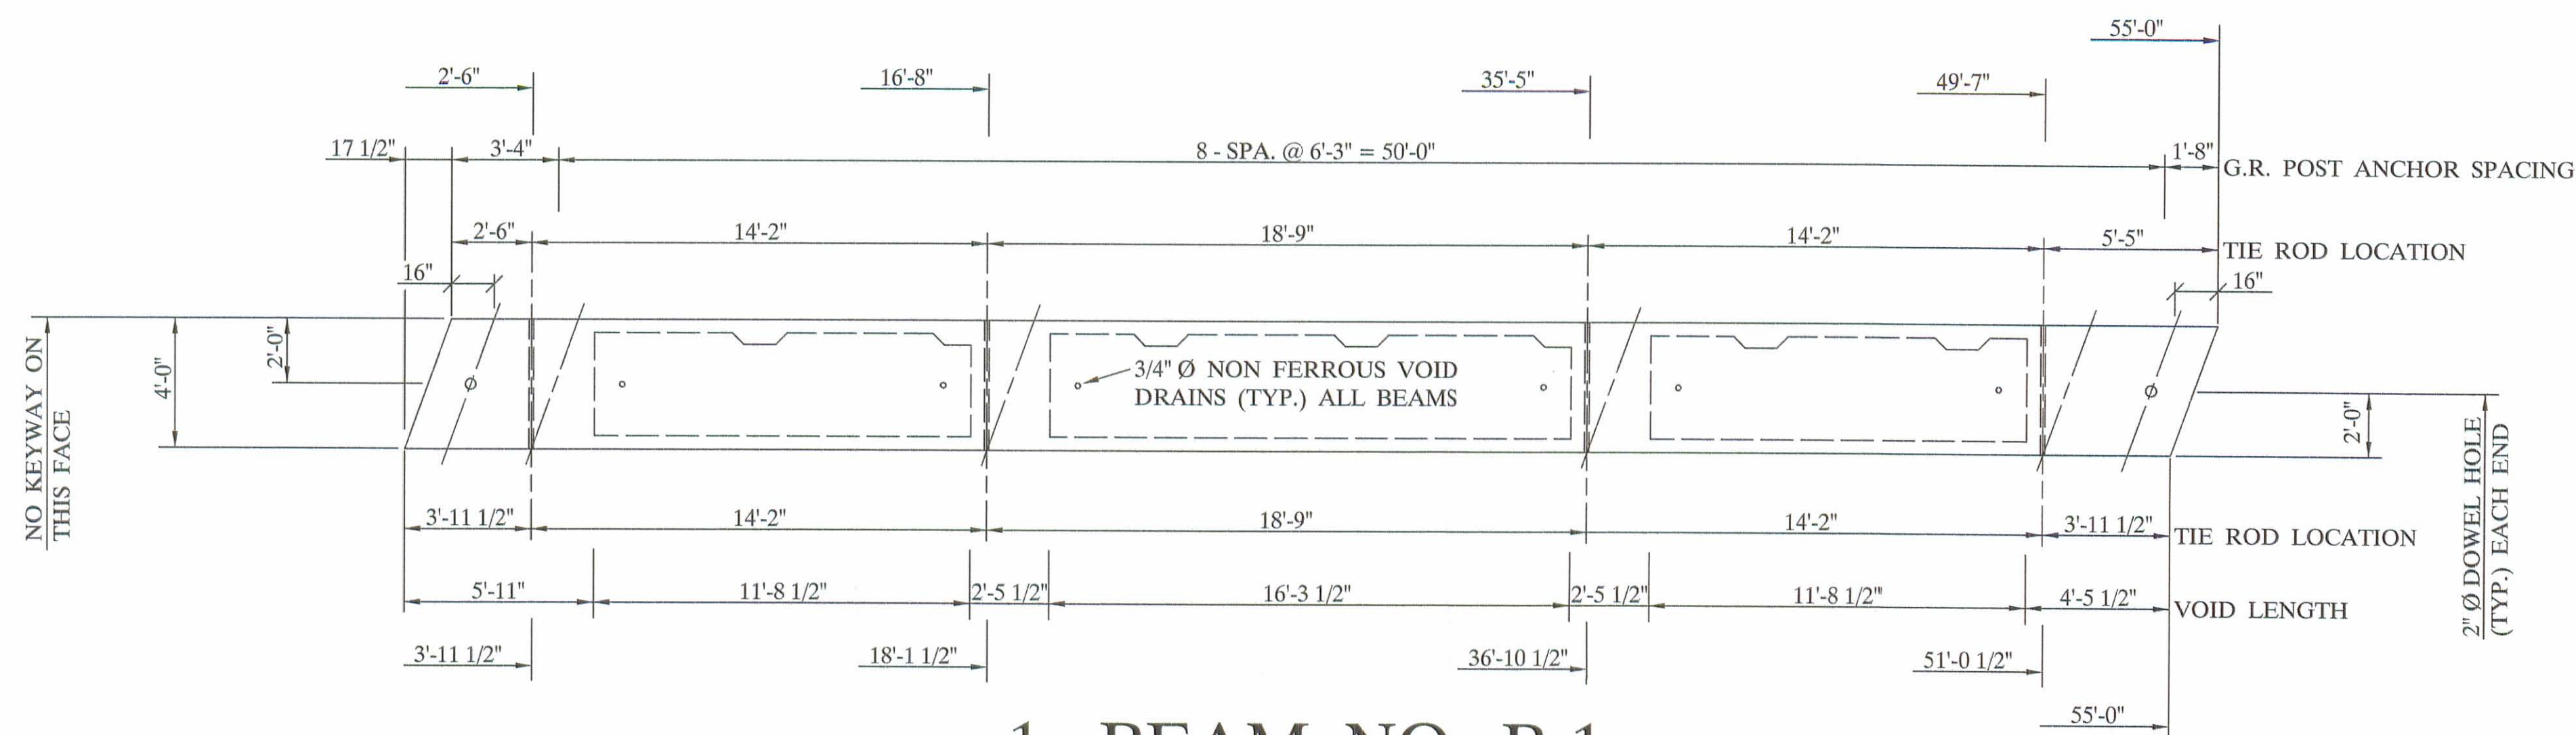 55'-0"
2'-6" 16'-8" 35'-5" 49'-7"
17 1/2" 3'-4" 8 - SPA. @ 6'-3" = 50'-0" 1'-8" G.R. POST ANCHOR SPACING
2'-6" 14'-2" 18'-9" 14'-2" 5'-5" TIE ROD LOCATION
16" 16"
NO KEYWAY ON
THIS FACE
4'-0" 2'-0"
3/4" Ø NON FERROUS VOID
DRAINS (TYP.) ALL BEAMS
2'-0"
2" Ø DOWEL HOLE
(TYP.) EACH END
3'-11 1/2" 14'-2" 18'-9" 14'-2" 3'-11 1/2" TIE ROD LOCATION
5'-11" 11'-8 1/2" 2'-5 1/2" 16'-3 1/2" 2'-5 1/2" 11'-8 1/2" 4'-5 1/2" VOID LENGTH
3'-11 1/2" 18'-1 1/2" 36'-10 1/2" 51'-0 1/2"
55'-0"
1 - BEAM NO. B-1